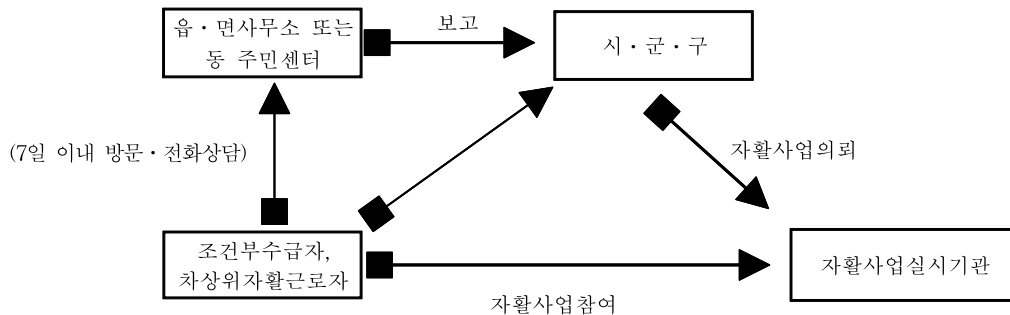 읍·면사무소 또는
동 주민센터
보고
시·군·구
(7일 이내 방문·전화상담)
자활사업의뢰
조건부수급자,
차상위자활근로자
자활사업실시기관
자활사업참여